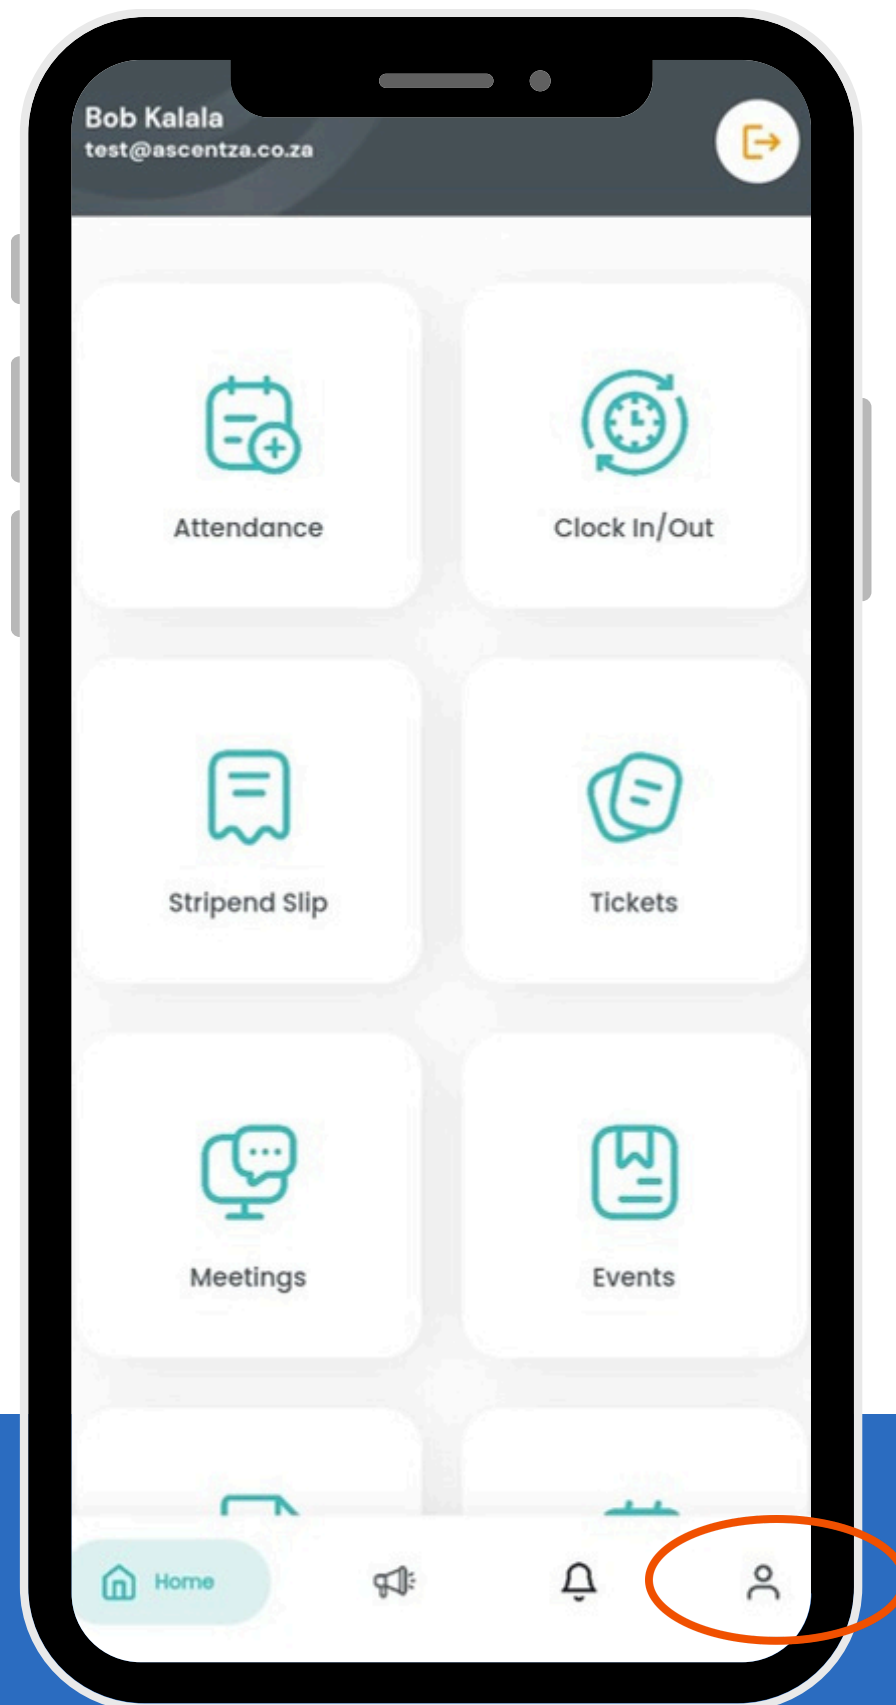 Bob Kalala
test@ascentza.co.za
Attendance
Clock In/Out
Stripend Slip
Tickets
Meetings
Events
Home